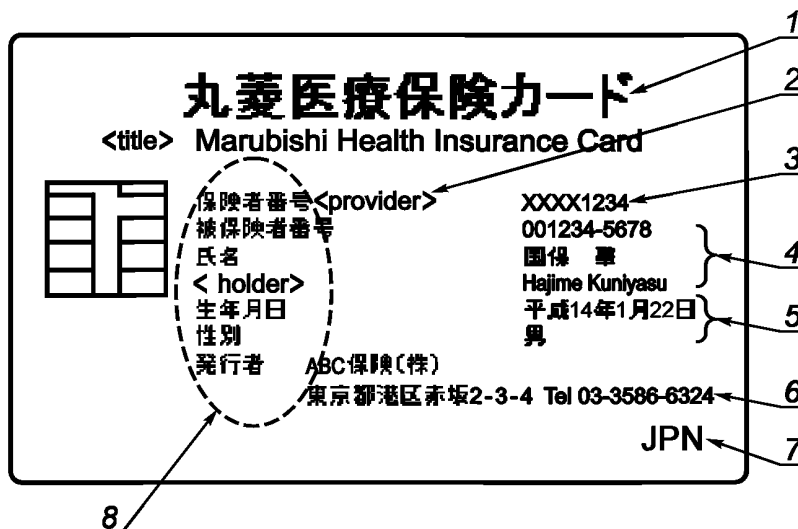 1
丸菱医療保険カード
2
<title> Marubishi Health Insurance Card
3
保険者番号<provider> XXXX1234
被保険者番号 001234-5678
氏名 国保 肇 4
< holder> Hajime Kuniyasu
生年月日 平成14年1月22日
性別 男 5
発行者 ABC保険(株)
東京都港区赤坂2-3-4 Tel 03-3586-6324 6
JPN 7
8